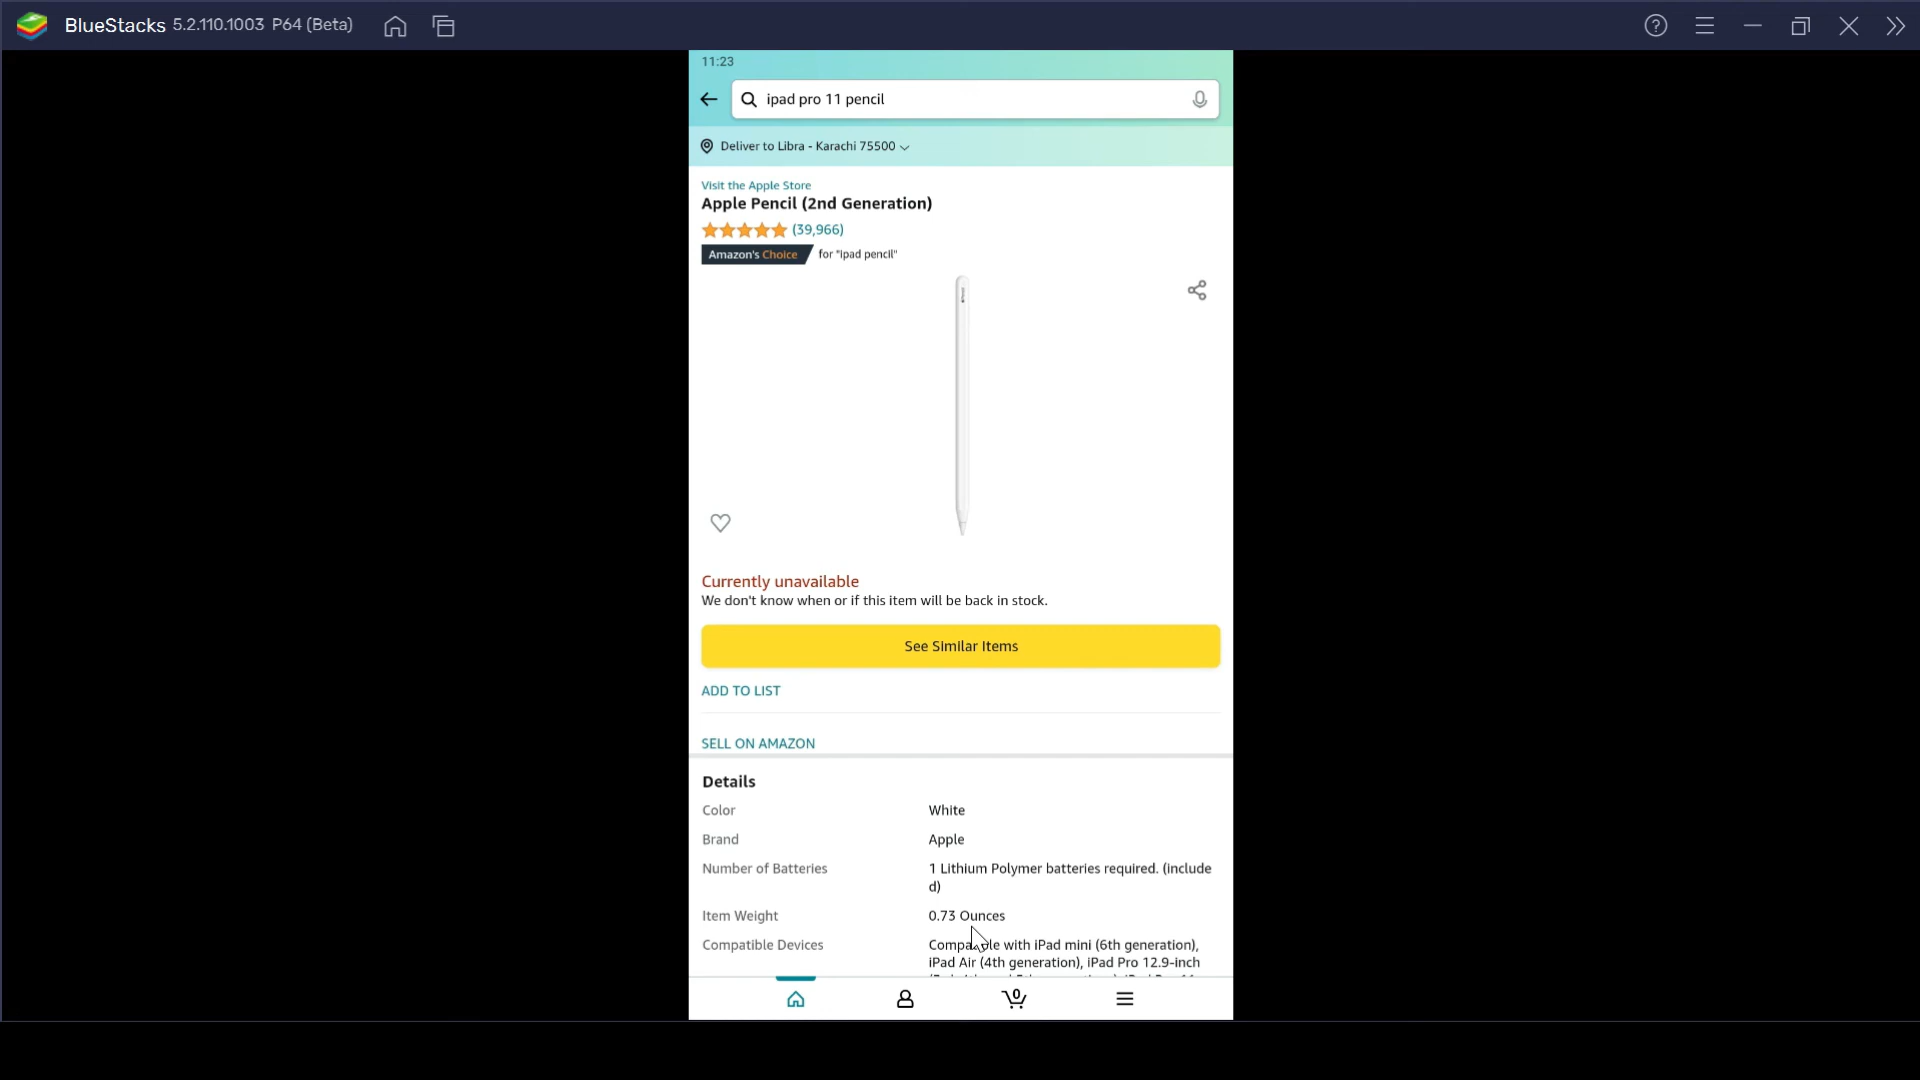 BlueStacks 5.2.110.1003 P64 (Beta)
11:23
ipad pro 11 pencil
Deliver to Libra - Karachi 75500
Visit the Apple Store
Apple Pencil (2nd Generation)
(39,966)
Amazon's Choice for "ipad pencil"
Currently unavailable
We don't know when or if this item will be back in stock.
See Similar Items
ADD TO LIST
SELL ON AMAZON
Details
Color White
Brand Apple
Number of Batteries 1 Lithium Polymer batteries required. (include
d)
Item Weight 0.73 Ounces
Compatible Devices Compatible with iPad mini (6th generation),
iPad Air (4th generation), iPad Pro 12.9-inch
0